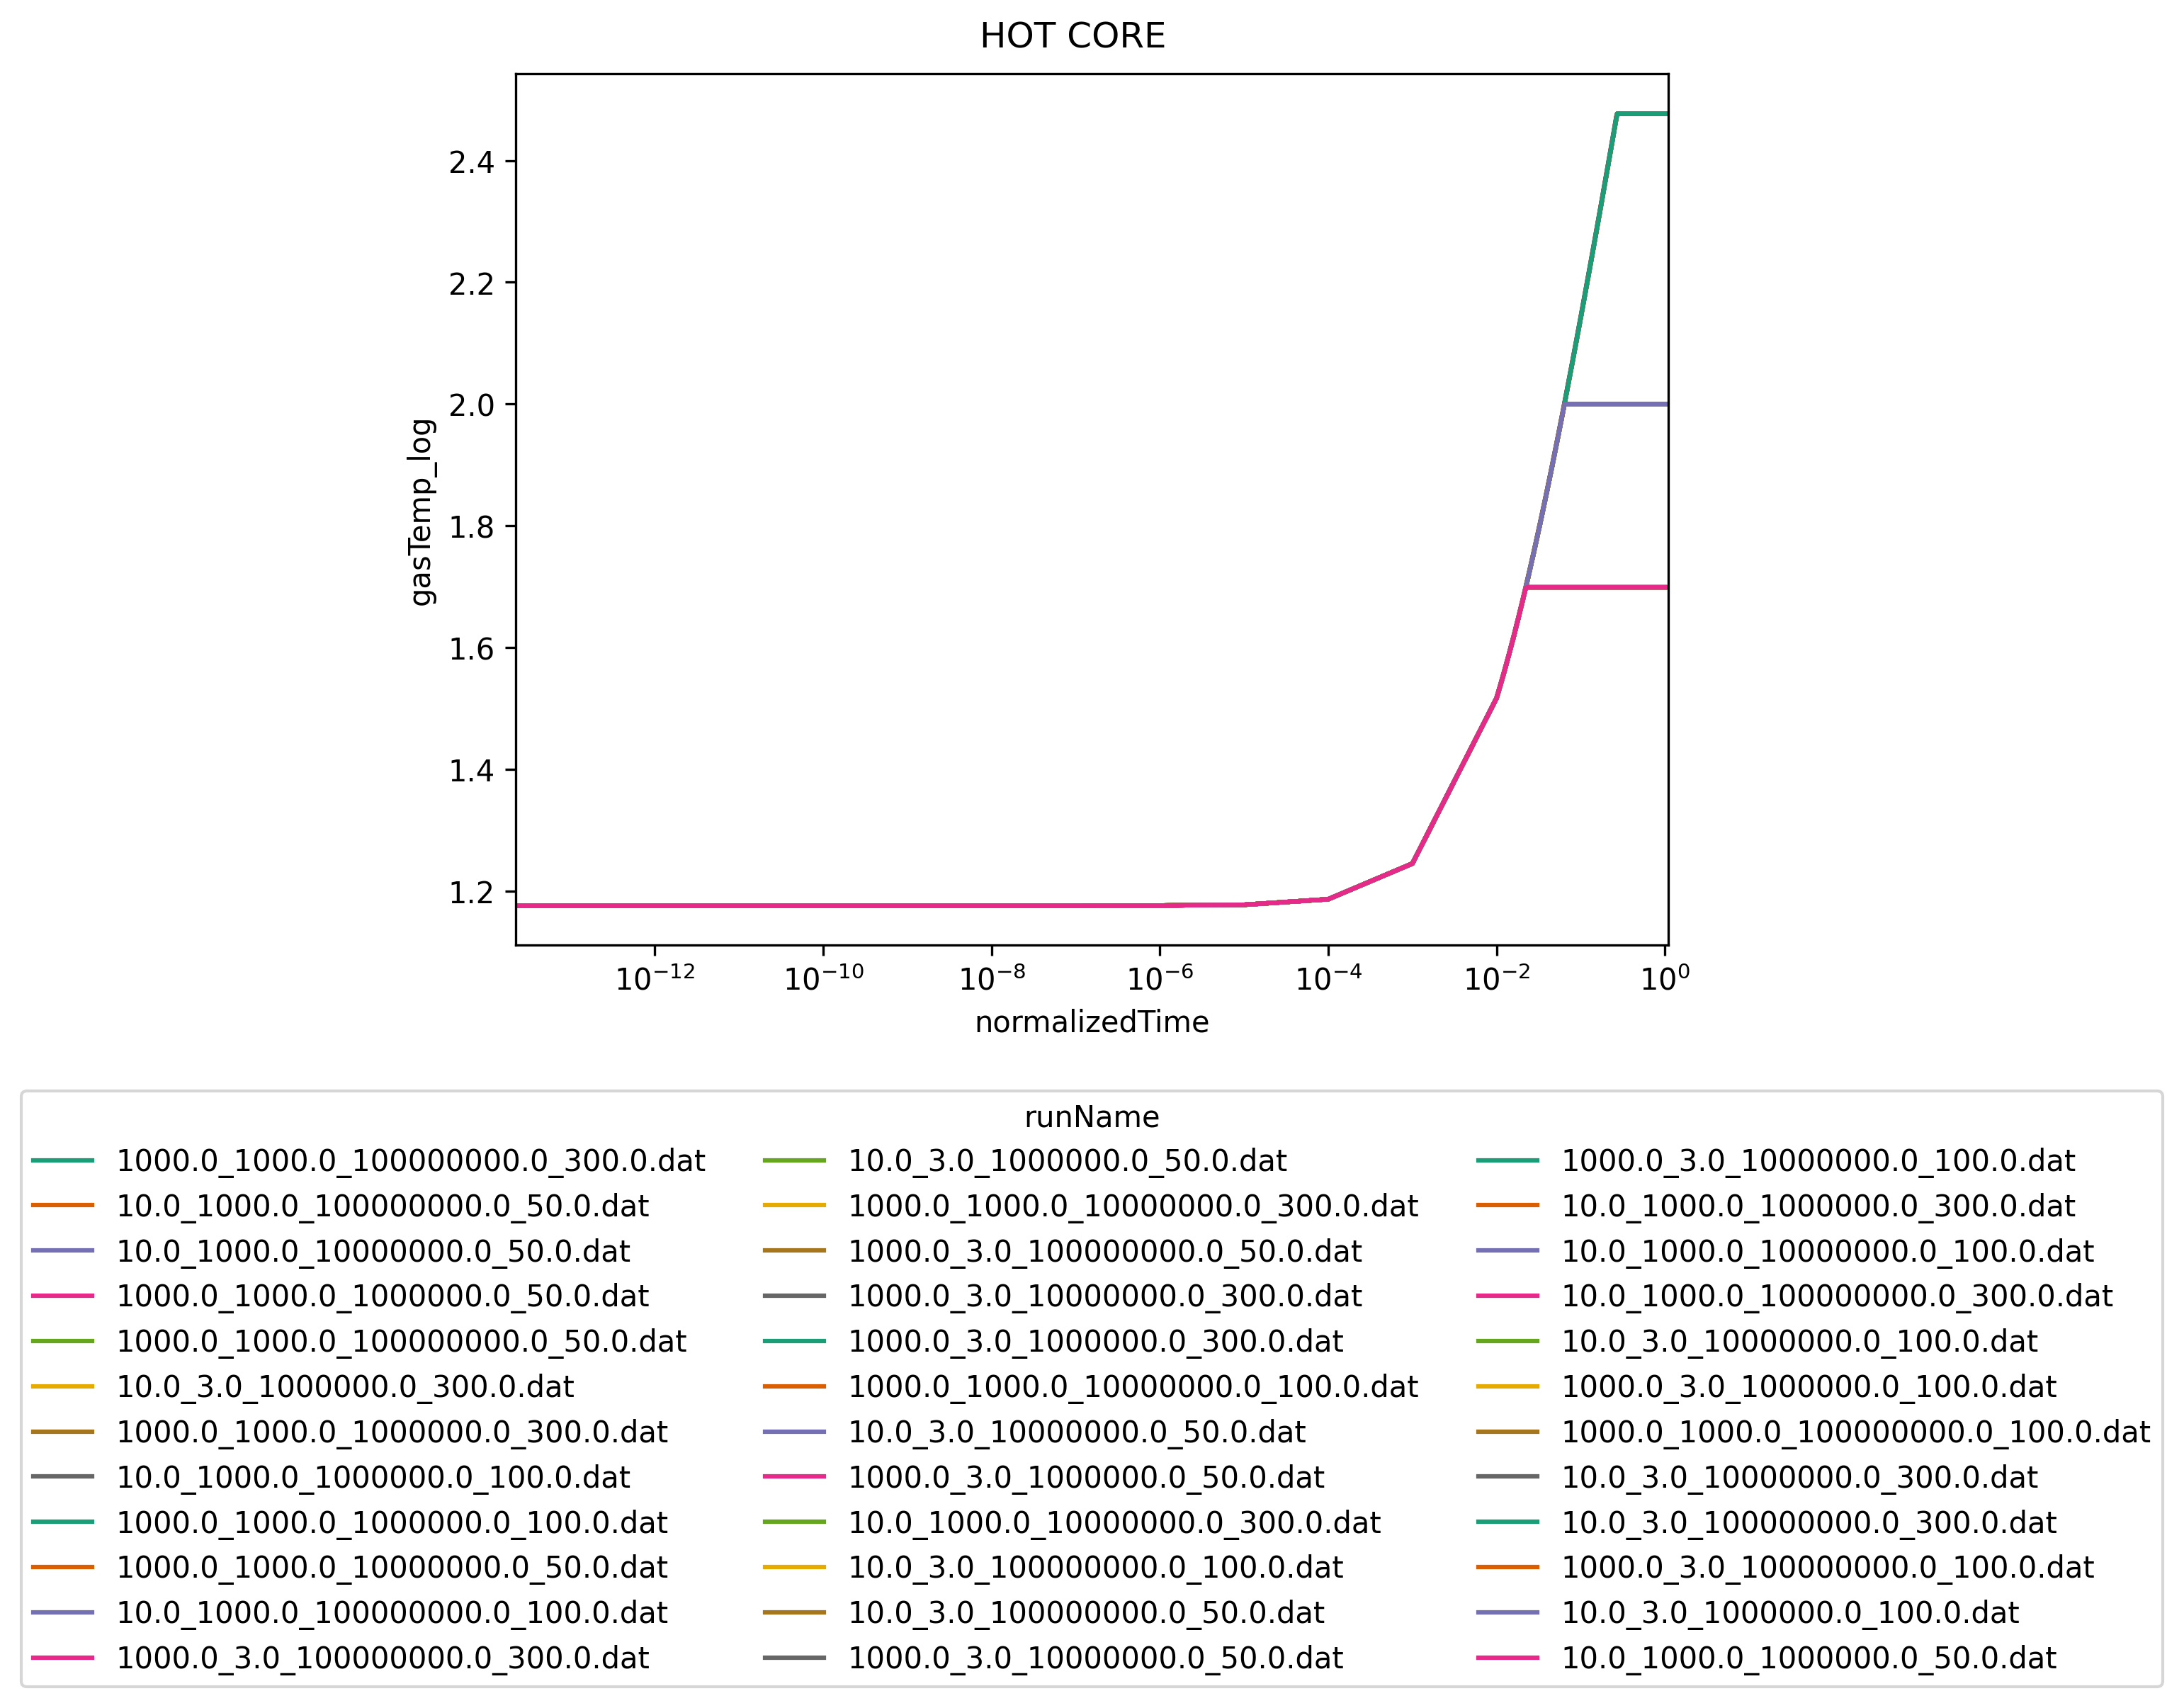 HOT CORE
2.4
2.2
2.0
1.8
1.6
1.4
1.2
gasTemp_log
10⁻¹² 10⁻¹⁰ 10⁻⁸ 10⁻⁶ 10⁻⁴ 10⁻² 10⁰
normalizedTime
runName
1000.0_1000.0_100000000.0_300.0.dat
10.0_1000.0_100000000.0_50.0.dat
10.0_1000.0_10000000.0_50.0.dat
1000.0_1000.0_1000000.0_50.0.dat
1000.0_1000.0_100000000.0_50.0.dat
10.0_3.0_1000000.0_300.0.dat
1000.0_1000.0_1000000.0_300.0.dat
10.0_1000.0_1000000.0_100.0.dat
1000.0_1000.0_1000000.0_100.0.dat
1000.0_1000.0_10000000.0_50.0.dat
10.0_1000.0_100000000.0_100.0.dat
1000.0_3.0_100000000.0_300.0.dat
10.0_3.0_1000000.0_50.0.dat
1000.0_1000.0_10000000.0_300.0.dat
1000.0_3.0_100000000.0_50.0.dat
1000.0_3.0_10000000.0_300.0.dat
1000.0_3.0_1000000.0_300.0.dat
1000.0_1000.0_10000000.0_100.0.dat
10.0_3.0_10000000.0_50.0.dat
1000.0_3.0_1000000.0_50.0.dat
10.0_1000.0_10000000.0_300.0.dat
10.0_3.0_100000000.0_100.0.dat
10.0_3.0_100000000.0_50.0.dat
1000.0_3.0_10000000.0_50.0.dat
1000.0_3.0_10000000.0_100.0.dat
10.0_1000.0_1000000.0_300.0.dat
10.0_1000.0_10000000.0_100.0.dat
10.0_1000.0_100000000.0_300.0.dat
10.0_3.0_10000000.0_100.0.dat
1000.0_3.0_1000000.0_100.0.dat
1000.0_1000.0_100000000.0_100.0.dat
10.0_3.0_10000000.0_300.0.dat
10.0_3.0_100000000.0_300.0.dat
1000.0_3.0_100000000.0_100.0.dat
10.0_3.0_1000000.0_100.0.dat
10.0_1000.0_1000000.0_50.0.dat